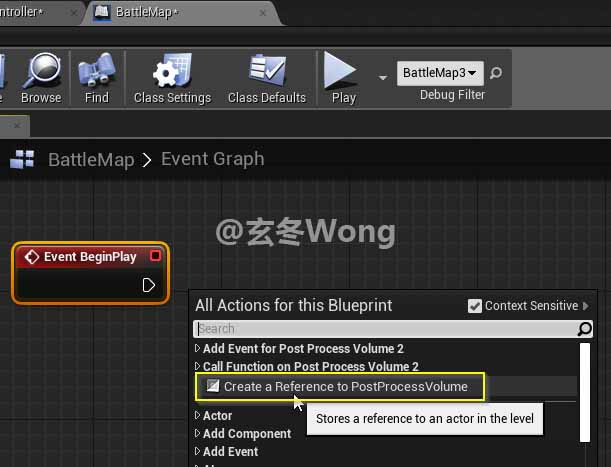 ntroller*
BattleMap*
Browse
Find
Class Settings
Class Defaults
Play
BattleMap3
Debug Filter
BattleMap > Event Graph
@玄冬Wong
Event BeginPlay
All Actions for this Blueprint
Context Sensitive
Search
Add Event for Post Process Volume 2
Call Function on Post Process Volume 2
Create a Reference to PostProcessVolume
Actor
Stores a reference to an actor in the level
Add Component
Add Event